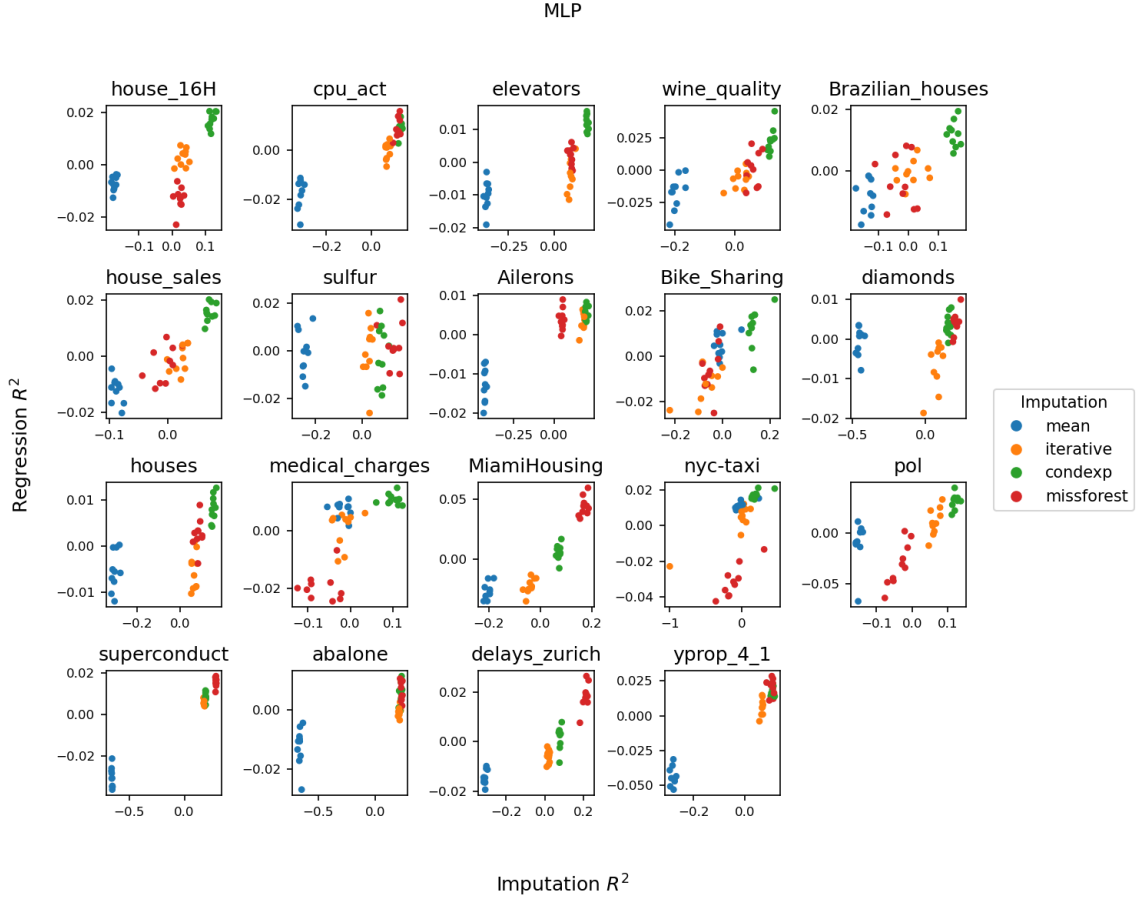 MLP
house_16H cpu_act elevators wine_quality Brazilian_houses
0.02 0.00 −0.02 −0.1 0.0 0.1
0.00 −0.02 −0.2 0.0
0.01 0.00 −0.01 −0.02 −0.25 0.00
0.025 0.000 −0.025 −0.2 0.0
0.02 0.00 −0.02 −0.1 0.0 0.1
house_sales sulfur Ailerons Bike_Sharing diamonds
0.02 0.00 −0.02 −0.1 0.0
0.02 0.00 −0.02 −0.2 0.0
0.01 0.00 −0.01 −0.02 −0.25 0.00
0.02 0.00 −0.02 −0.2 0.0 0.2
0.01 0.00 −0.01 −0.02 −0.5 0.0
houses medical_charges MiamiHousing nyc-taxi pol
0.01 0.00 −0.01 −0.2 0.0
0.00 −0.02 −0.1 0.0 0.1
0.05 0.00 −0.2 0.0 0.2
0.02 0.00 −0.02 −0.04 −1 0
0.00 −0.05 −0.1 0.0 0.1
superconduct abalone delays_zurich yprop_4_1
0.02 0.00 −0.02 −0.5 0.0
0.00 −0.02 −0.5 0.0
0.02 0.00 −0.02 −0.2 0.0 0.2
0.025 0.000 −0.025 −0.050 −0.2 0.0
Regression R²
Imputation R²
Imputation
mean
iterative
condexp
missforest